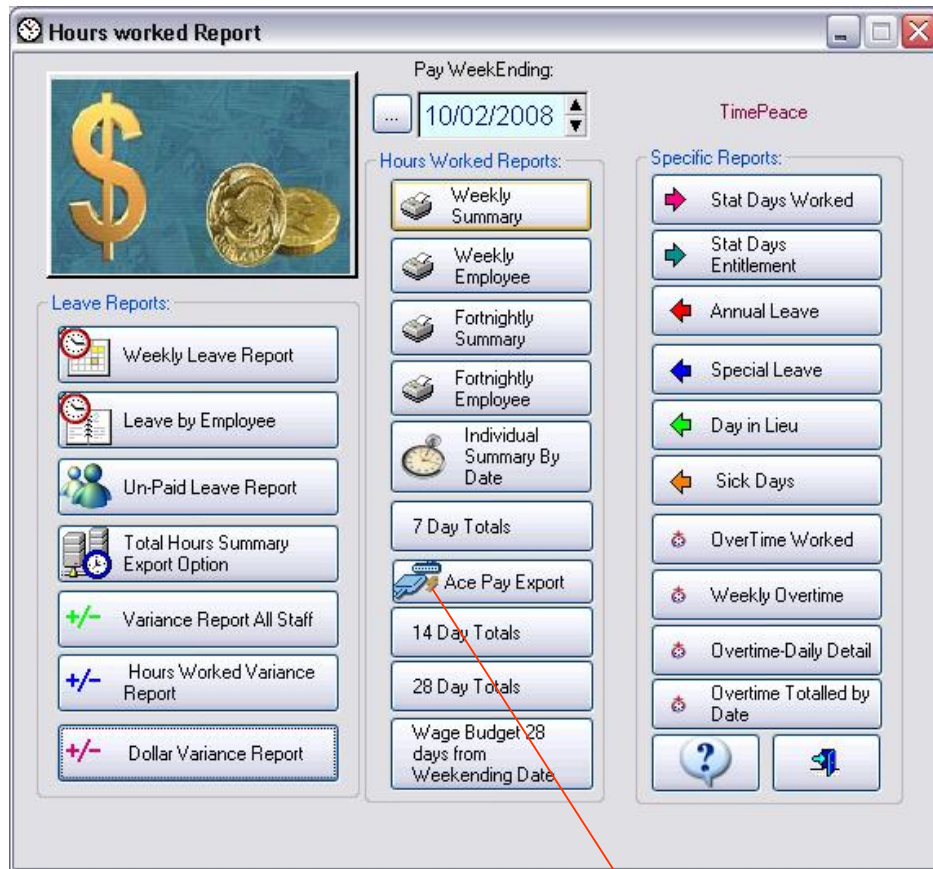 Hours worked Report
Pay WeekEnding:
...
10/02/2008
TimePeace
Leave Reports:
Weekly Leave Report
Leave by Employee
Un-Paid Leave Report
Total Hours Summary
Export Option
+/- Variance Report All Staff
+/- Hours Worked Variance
Report
+/- Dollar Variance Report
Hours Worked Reports:
Weekly
Summary
Weekly
Employee
Fortnightly
Summary
Fortnightly
Employee
Individual
Summary By
Date
7 Day Totals
Ace Pay Export
14 Day Totals
28 Day Totals
Wage Budget 28
days from
Weekending Date
Specific Reports:
Stat Days Worked
Stat Days
Entitlement
Annual Leave
Special Leave
Day in Lieu
Sick Days
OverTime Worked
Weekly Overtime
Overtime-Daily Detail
Overtime Totalled by
Date